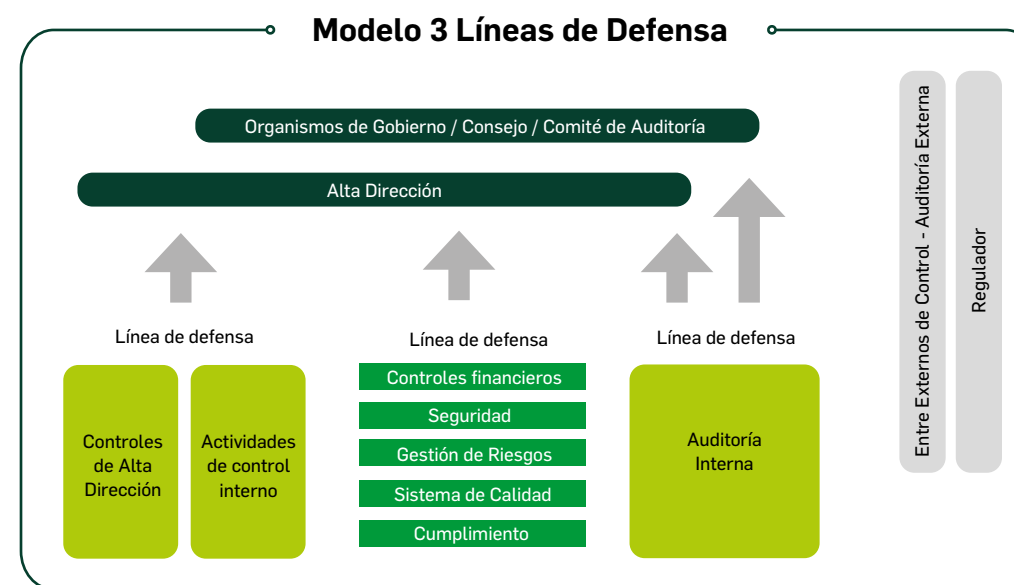 Modelo 3 Líneas de Defensa
Organismos de Gobierno / Consejo / Comité de Auditoría
Alta Dirección
Línea de defensa
Controles
de Alta
Dirección
Actividades
de control
interno
Línea de defensa
Controles financieros
Seguridad
Gestión de Riesgos
Sistema de Calidad
Cumplimiento
Línea de defensa
Auditoría
Interna
Entre Externos de Control - Auditoría Externa
Regulador